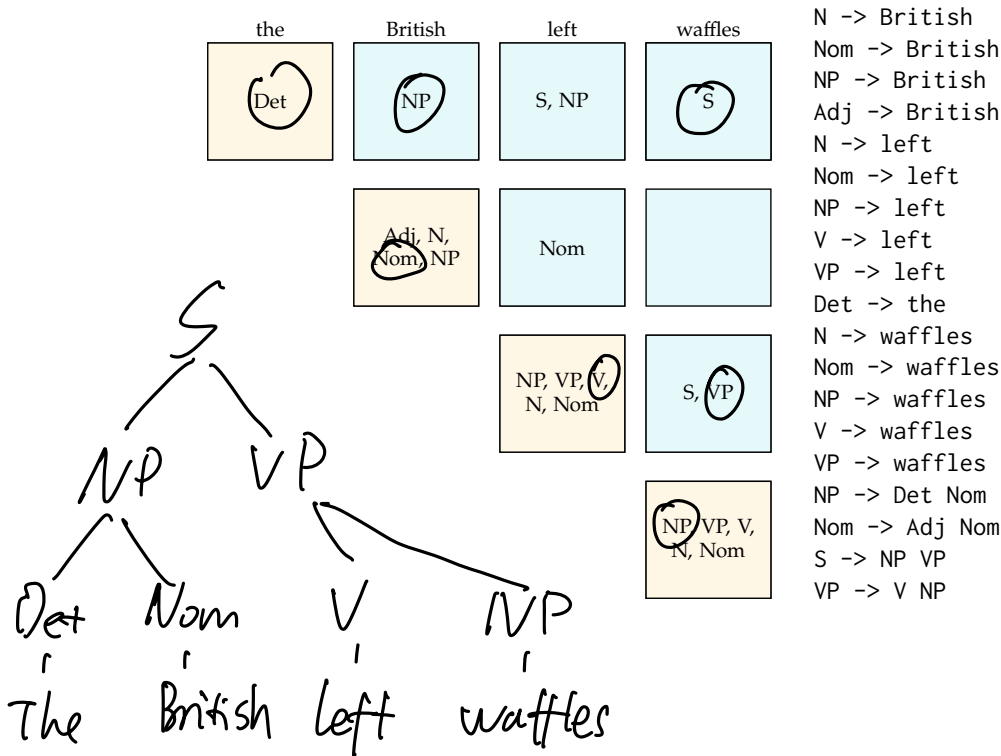 the British left waffles
Det NP S, NP S
Adj, N,
Nom, NP
Nom
NP, VP, V,
N, Nom
S, VP
NP, VP, V,
N, Nom
N -> British
Nom -> British
NP -> British
Adj -> British
N -> left
Nom -> left
NP -> left
V -> left
VP -> left
Det -> the
N -> waffles
Nom -> waffles
NP -> waffles
V -> waffles
VP -> waffles
NP -> Det Nom
Nom -> Adj Nom
S -> NP VP
VP -> V NP
S
NP VP
Det Nom V NP
The British left waffles